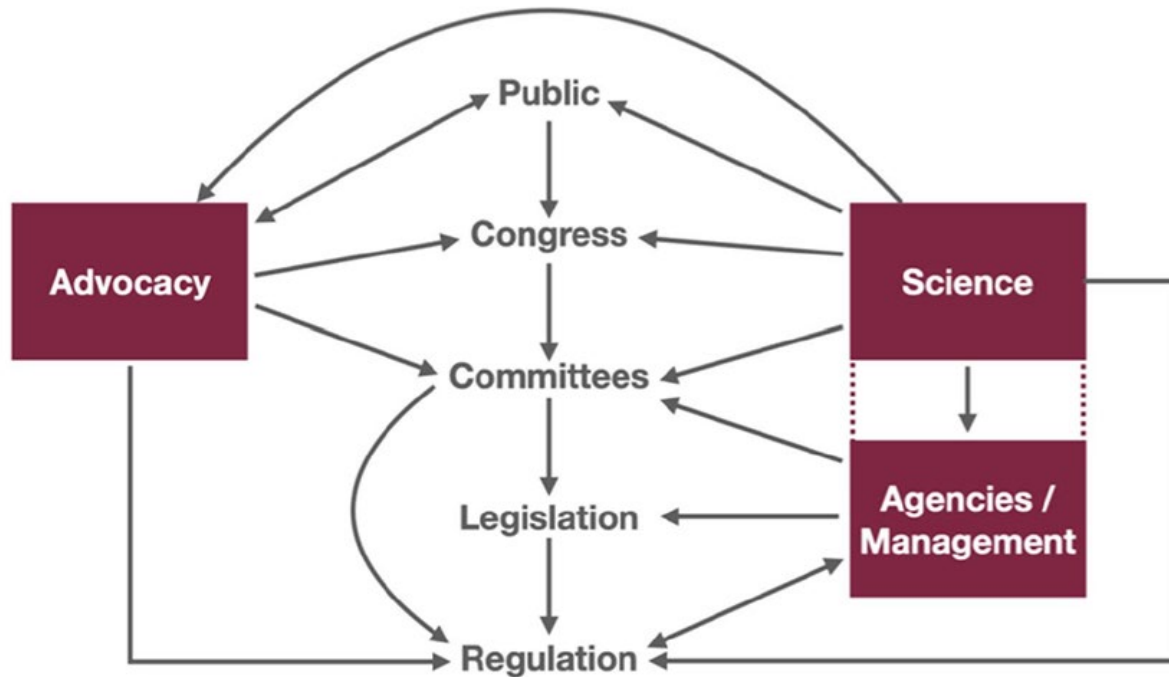 Public
Congress
Advocacy
Science
Committees
Agencies /
Management
Legislation
Regulation